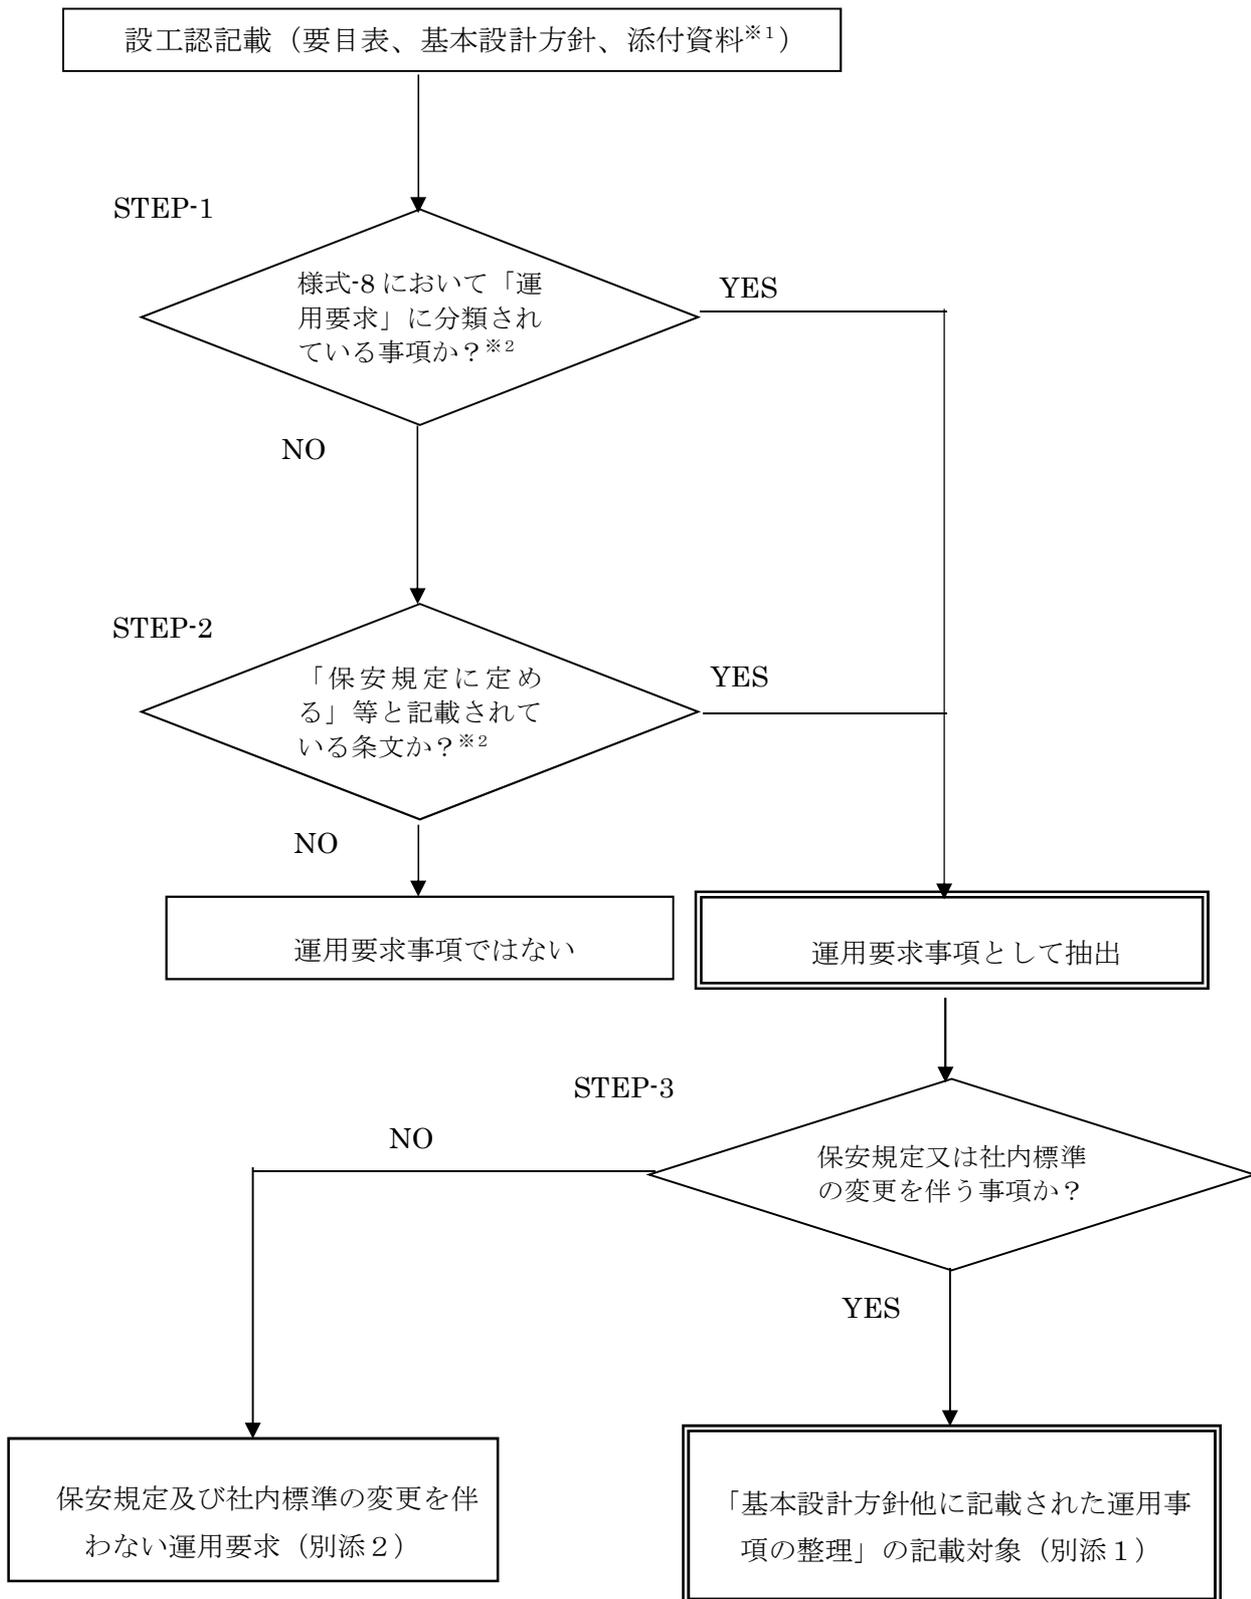 設工認記載（要目表、基本設計方針、添付資料※1）
STEP-1
様式-8 において「運
用要求」に分類され
ている事項か？※2
YES
NO
STEP-2
「保安規定に定め
る」等と記載されて
いる条文か？※2
YES
NO
運用要求事項ではない
運用要求事項として抽出
STEP-3
NO
保安規定又は社内標準
の変更を伴う事項か？
YES
保安規定及び社内標準の変更を伴
わない運用要求（別添２）
「基本設計方針他に記載された運用事
項の整理」の記載対象（別添１）